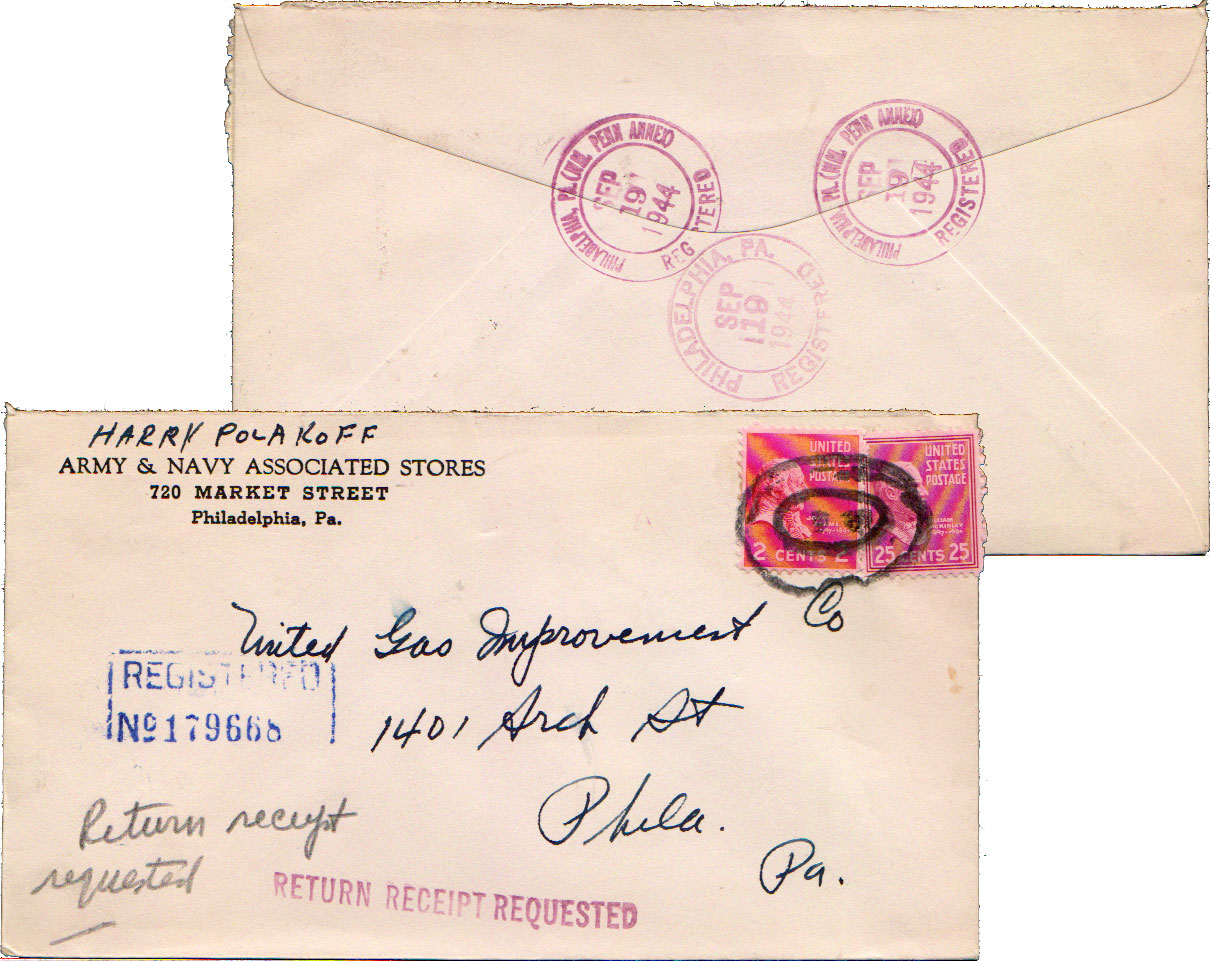 PHILADELPHIA, PA. (WM. PENN ANNEX)
SEP
19
1944
REGISTERED
PHILADELPHIA, PA. (WM. PENN ANNEX)
SEP
19
1944
REGISTERED
PHILADELPHIA, PA.
SEP
19
1944
REGISTERED
HARRY POLAKOFF
ARMY & NAVY ASSOCIATED STORES
720 MARKET STREET
Philadelphia, Pa.
UNITED
POSTAGE
2 CENTS 2
UNITED
STATES
POSTAGE
25 CENTS 25
United Gas Improvement Co
1401 Arch St
Phila.
Pa.
REGISTERED
Nº 179668
Return receipt
requested
RETURN RECEIPT REQUESTED